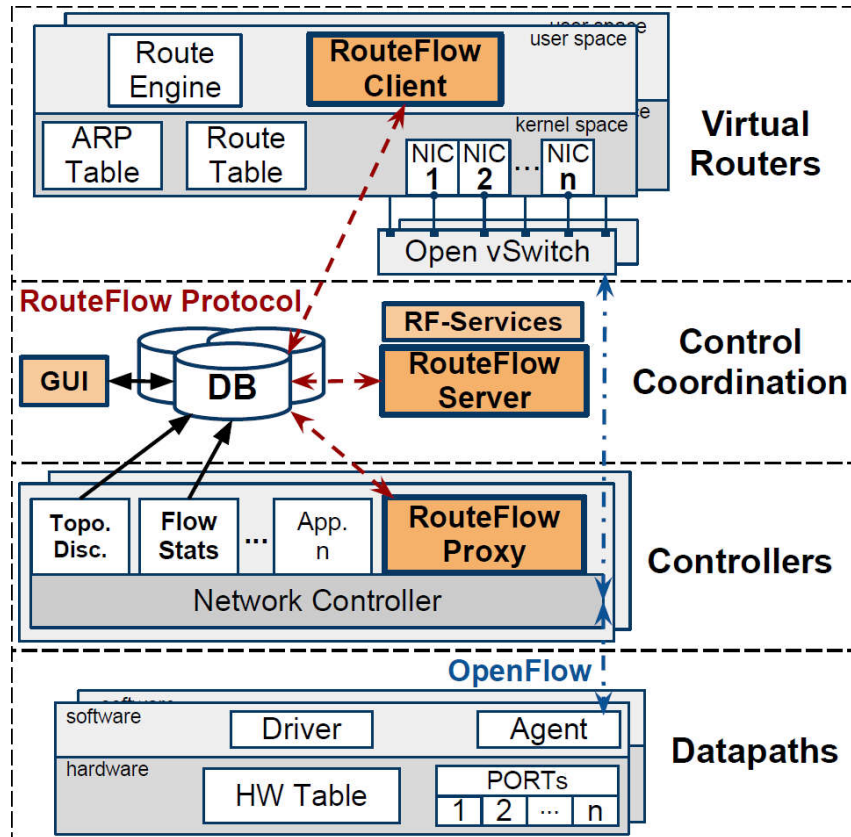 user space
user space
Route
Engine
RouteFlow
Client
kernel space
ARP
Table
Route
Table
NIC
1
NIC
2
...
NIC
n
Virtual
Routers
Open vSwitch
RouteFlow Protocol
RF-Services
GUI
DB
RouteFlow
Server
Control
Coordination
Topo.
Disc.
Flow
Stats
...
App.
n
RouteFlow
Proxy
Network Controller
Controllers
OpenFlow
software
software
Driver
Agent
hardware
HW Table
PORTs
1 2 ... n
Datapaths